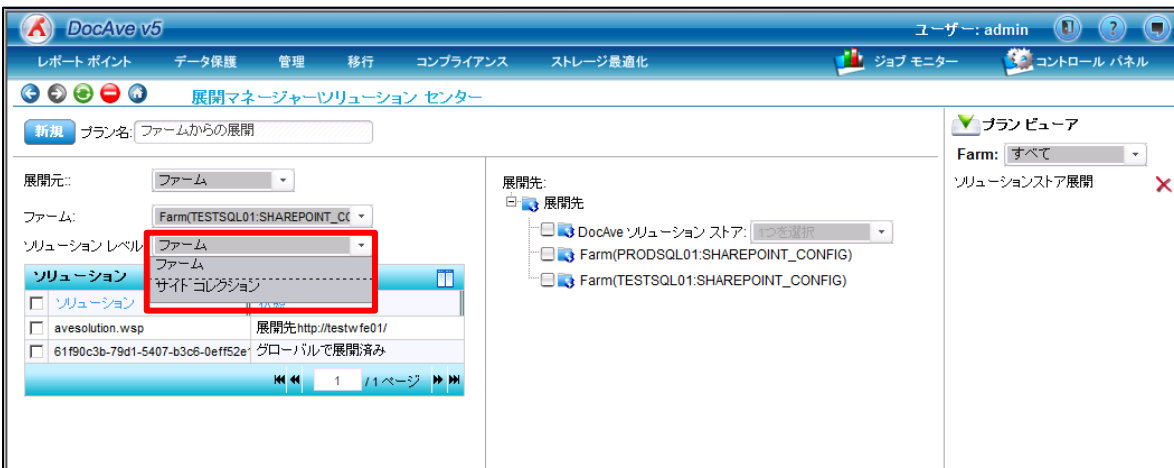 DocAve v5
ユーザー: admin
レポート ポイント データ保護 管理 移行 コンプライアンス ストレージ最適化 ジョブ モニター コントロール パネル
展開マネージャー\ソリューション センター
新規 プラン名: ファームからの展開
プラン ビューア
Farm: すべて
ソリューションストア展開
展開元::
ファーム
ファーム:
Farm(TESTSQL01:SHAREPOINT_CO
ソリューション レベル
ファーム
ファーム
サイト コレクション
ソリューション
ソリューション 状態
avesolution.wsp 展開先http://testwfe01/
61f90c3b-79d1-5407-b3c6-0eff52e1 グローバルで展開済み
1 / 1 ページ
展開先:
展開先
DocAve ソリューション ストア: 1つを選択
Farm(PRODSQL01:SHAREPOINT_CONFIG)
Farm(TESTSQL01:SHAREPOINT_CONFIG)